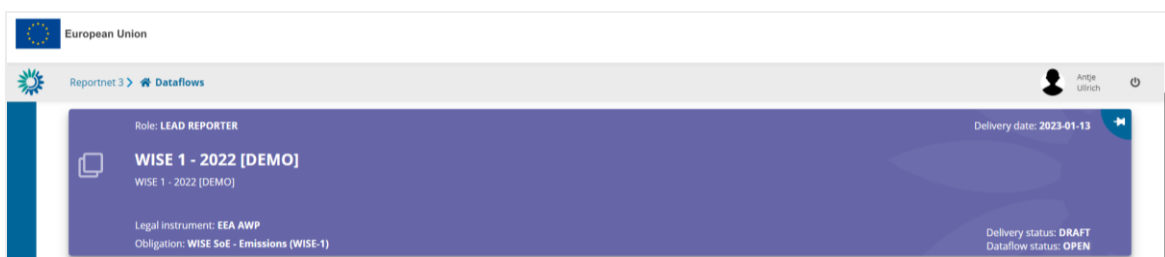 European Union
Reportnet 3 Dataflows
Antje
Ullrich
Role: LEAD REPORTER
Delivery date: 2023-01-13
WISE 1 - 2022 [DEMO]
WISE 1 - 2022 [DEMO]
Legal instrument: EEA AWP
Obligation: WISE SoE - Emissions (WISE-1)
Delivery status: DRAFT
Dataflow status: OPEN